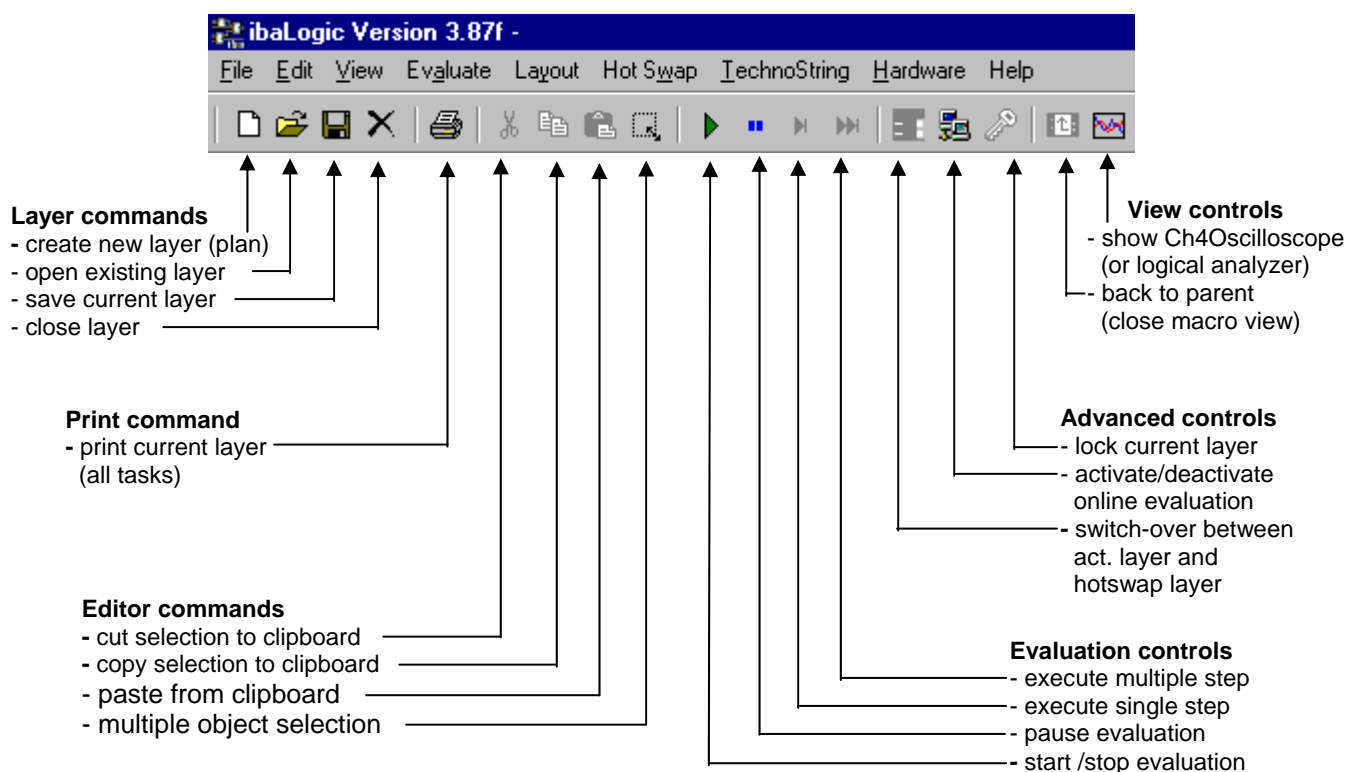 ibaLogic Version 3.87f -
File Edit View Evaluate Layout Hot Swap TechnoString Hardware Help
Layer commands
- create new layer (plan)
- open existing layer
- save current layer
- close layer
View controls
- show Ch4Oscilloscope
(or logical analyzer)
- back to parent
(close macro view)
Print command
- print current layer
(all tasks)
Advanced controls
- lock current layer
- activate/deactivate
online evaluation
- switch-over between
act. layer and
hotswap layer
Editor commands
- cut selection to clipboard
- copy selection to clipboard
- paste from clipboard
- multiple object selection
Evaluation controls
- execute multiple step
- execute single step
- pause evaluation
- start /stop evaluation